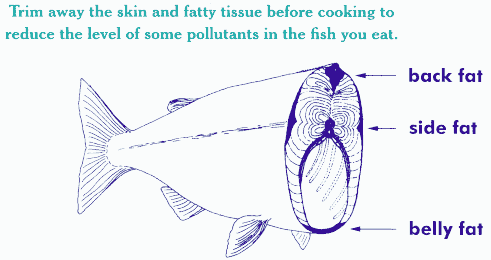 Trim away the skin and fatty tissue before cooking to
reduce the level of some pollutants in the fish you eat.
back fat
side fat
belly fat